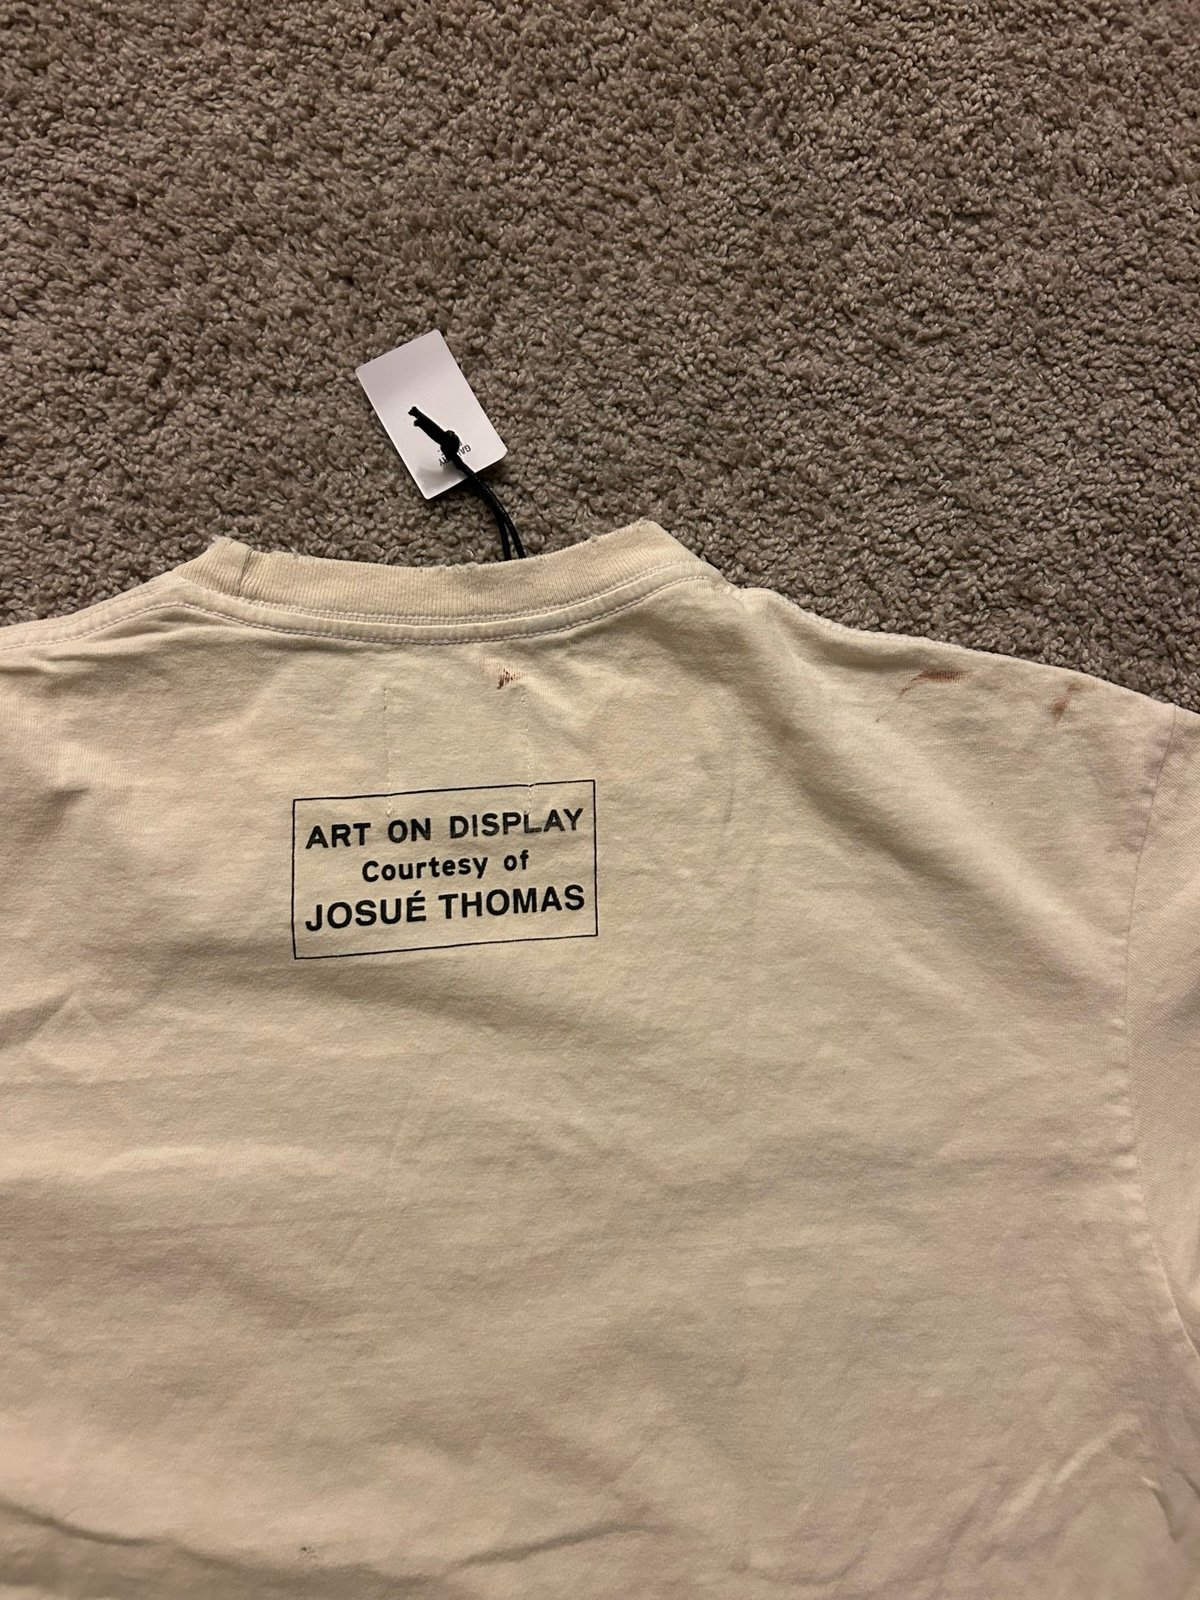 ART ON DISPLAY
Courtesy of
JOSUÉ THOMAS